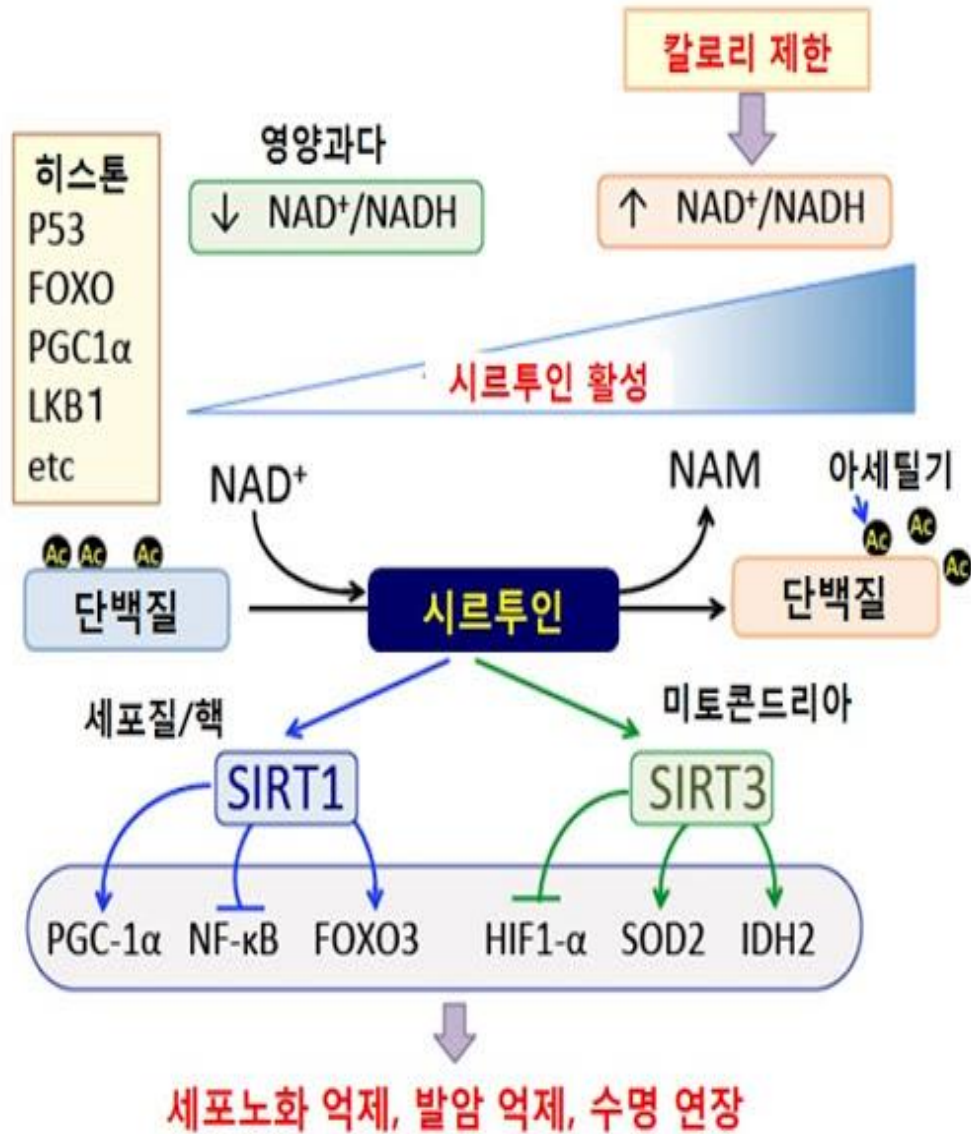 칼로리 제한
영양과다
↓ NAD⁺/NADH
↑ NAD⁺/NADH
히스톤
P53
FOXO
PGC1α
LKB1
etc
시르투인 활성
NAD⁺
NAM
아세틸기
Ac Ac Ac
Ac Ac Ac
단백질
시르투인
단백질
세포질/핵
미토콘드리아
SIRT1
SIRT3
PGC-1α NF-κB FOXO3 HIF1-α SOD2 IDH2
세포노화 억제, 발암 억제, 수명 연장